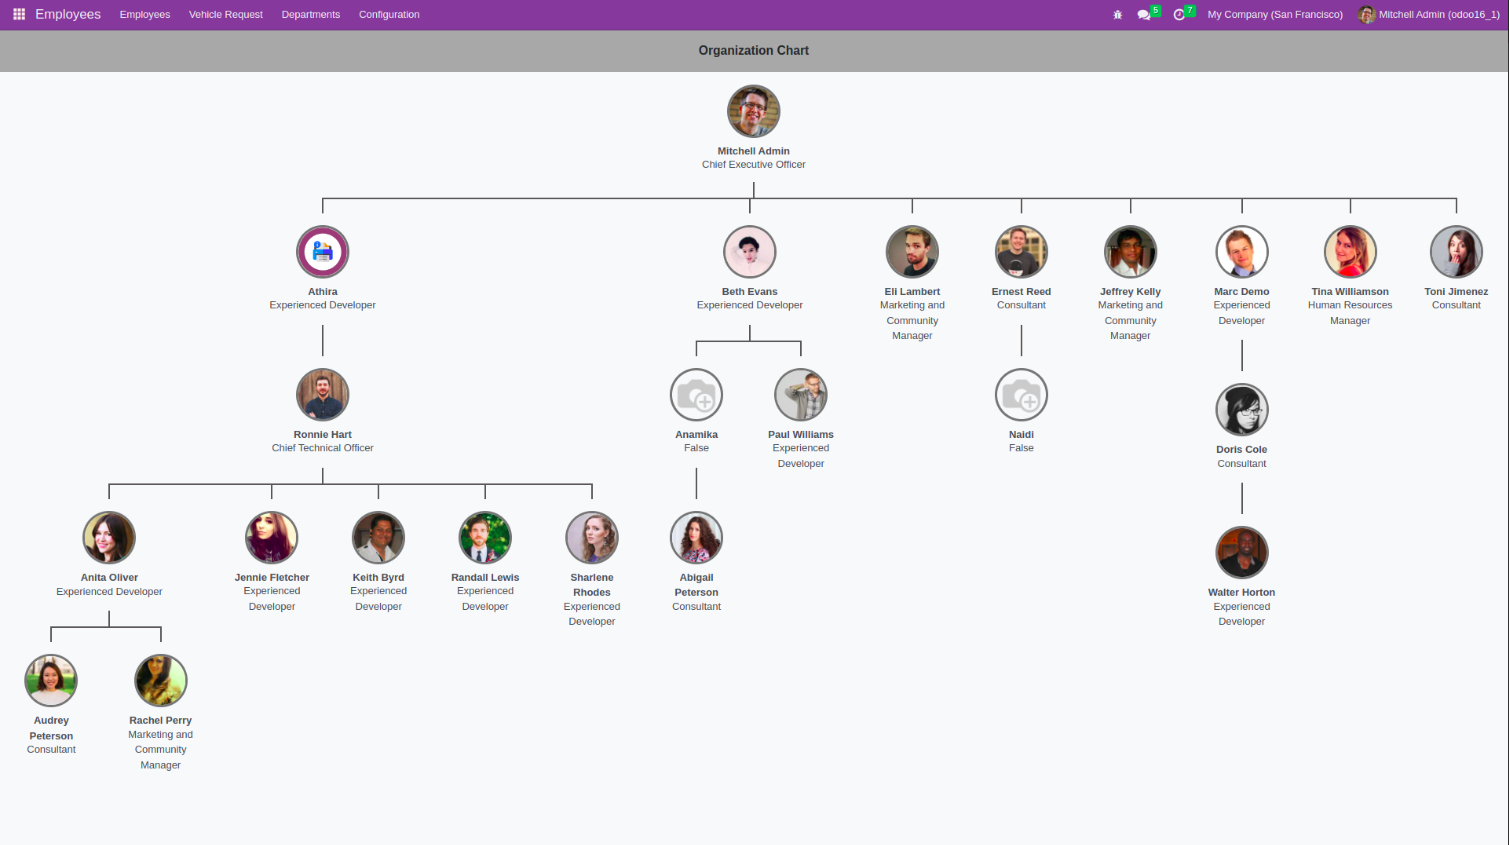 Employees Employees Vehicle Request Departments Configuration 5 7 My Company (San Francisco) Mitchell Admin (odoo16_1)
Organization Chart
Mitchell Admin
Chief Executive Officer
Athira
Experienced Developer
Beth Evans
Experienced Developer
Eli Lambert
Marketing and
Community
Manager
Ernest Reed
Consultant
Jeffrey Kelly
Marketing and
Community
Manager
Marc Demo
Experienced
Developer
Tina Williamson
Human Resources
Manager
Toni Jimenez
Consultant
Ronnie Hart
Chief Technical Officer
Anamika
False
Paul Williams
Experienced
Developer
Naidi
False
Doris Cole
Consultant
Anita Oliver
Experienced Developer
Jennie Fletcher
Experienced
Developer
Keith Byrd
Experienced
Developer
Randall Lewis
Experienced
Developer
Sharlene
Rhodes
Experienced
Developer
Abigail
Peterson
Consultant
Walter Horton
Experienced
Developer
Audrey
Peterson
Consultant
Rachel Perry
Marketing and
Community
Manager